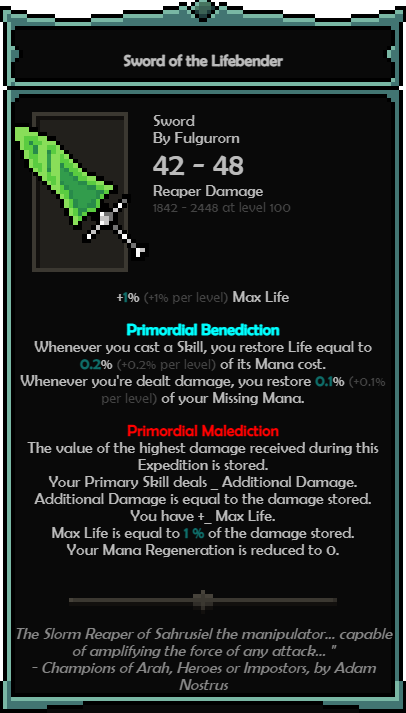 Sword of the Lifebender
Sword
By Fulgurorn
42 - 48
Reaper Damage
1842 - 2448 at level 100
+1% (+1% per level) Max Life
Primordial Benediction
Whenever you cast a Skill, you restore Life equal to
0.2% (+0.2% per level) of its Mana cost.
Whenever you're dealt damage, you restore 0.1% (+0.1%
per level) of your Missing Mana.
Primordial Malediction
The value of the highest damage received during this
Expedition is stored.
Your Primary Skill deals _ Additional Damage.
Additional Damage is equal to the damage stored.
You have +_ Max Life.
Max Life is equal to 1 % of the damage stored.
Your Mana Regeneration is reduced to 0.
The Slorm Reaper of Sahrusiel the manipulator... capable
of amplifying the force of any attack... "
- Champions of Arah, Heroes or Impostors, by Adam
Nostrus